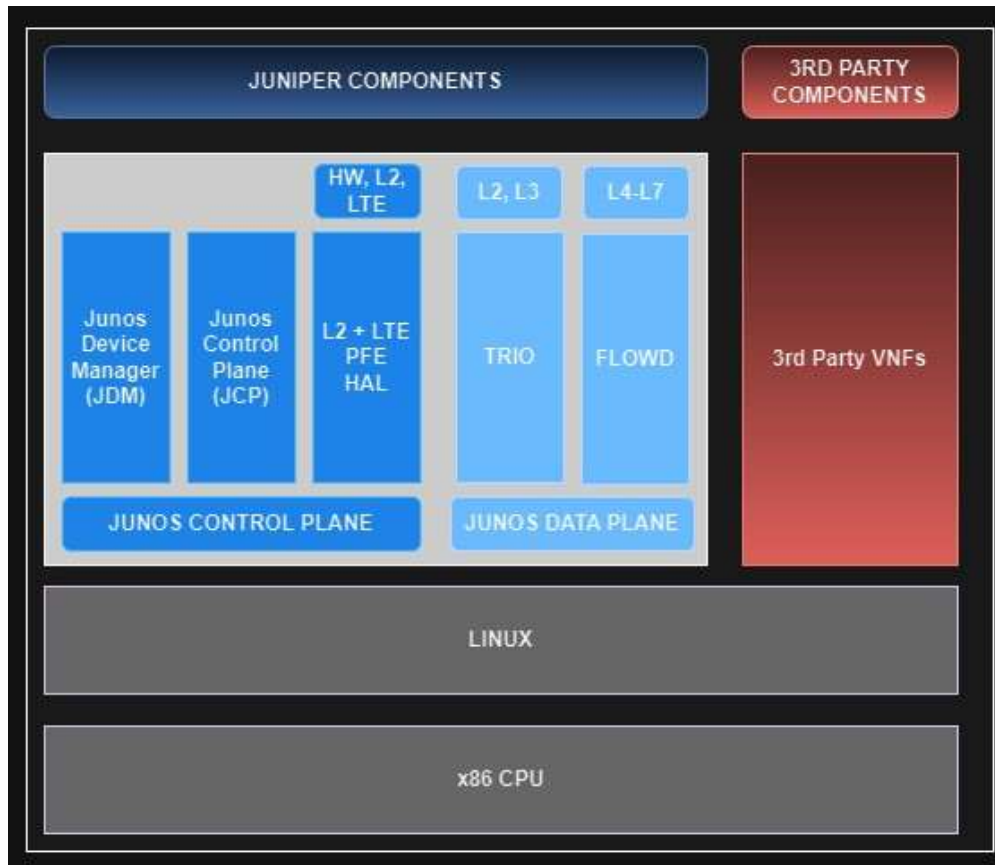 JUNIPER COMPONENTS
3RD PARTY
COMPONENTS
HW, L2,
LTE
L2, L3
L4-L7
Junos
Device
Manager
(JDM)
Junos
Control
Plane
(JCP)
L2 + LTE
PFE
HAL
TRIO
FLOWD
3rd Party VNFs
JUNOS CONTROL PLANE
JUNOS DATA PLANE
LINUX
x86 CPU